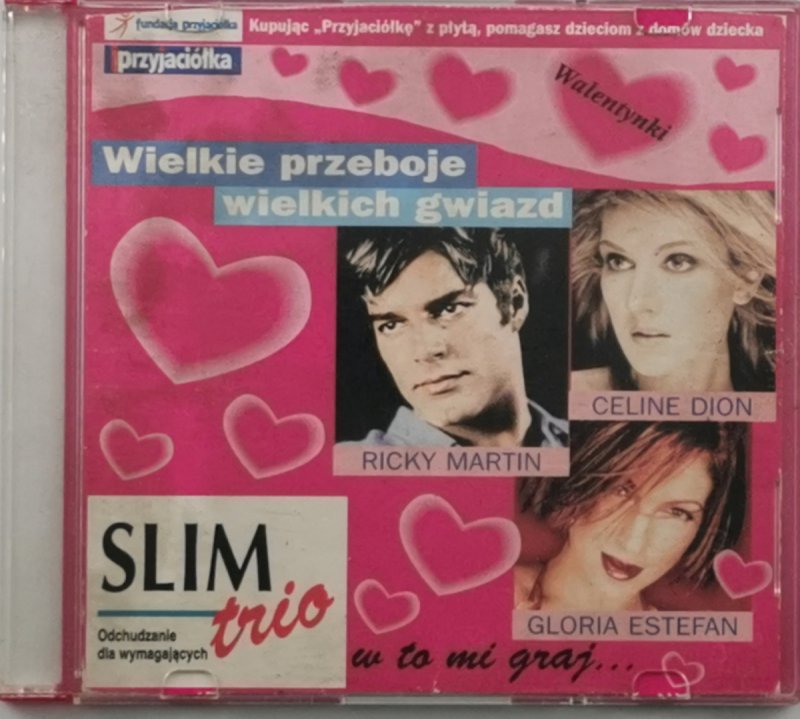 fundacja przyjaciółka
Kupując „Przyjaciółkę” z płytą, pomagasz dzieciom z domów dziecka
przyjaciółka
Walentynki
Wielkie przeboje
wielkich gwiazd
CELINE DION
RICKY MARTIN
GLORIA ESTEFAN
SLIM
trio
Odchudzanie
dla wymagających
w to mi graj...